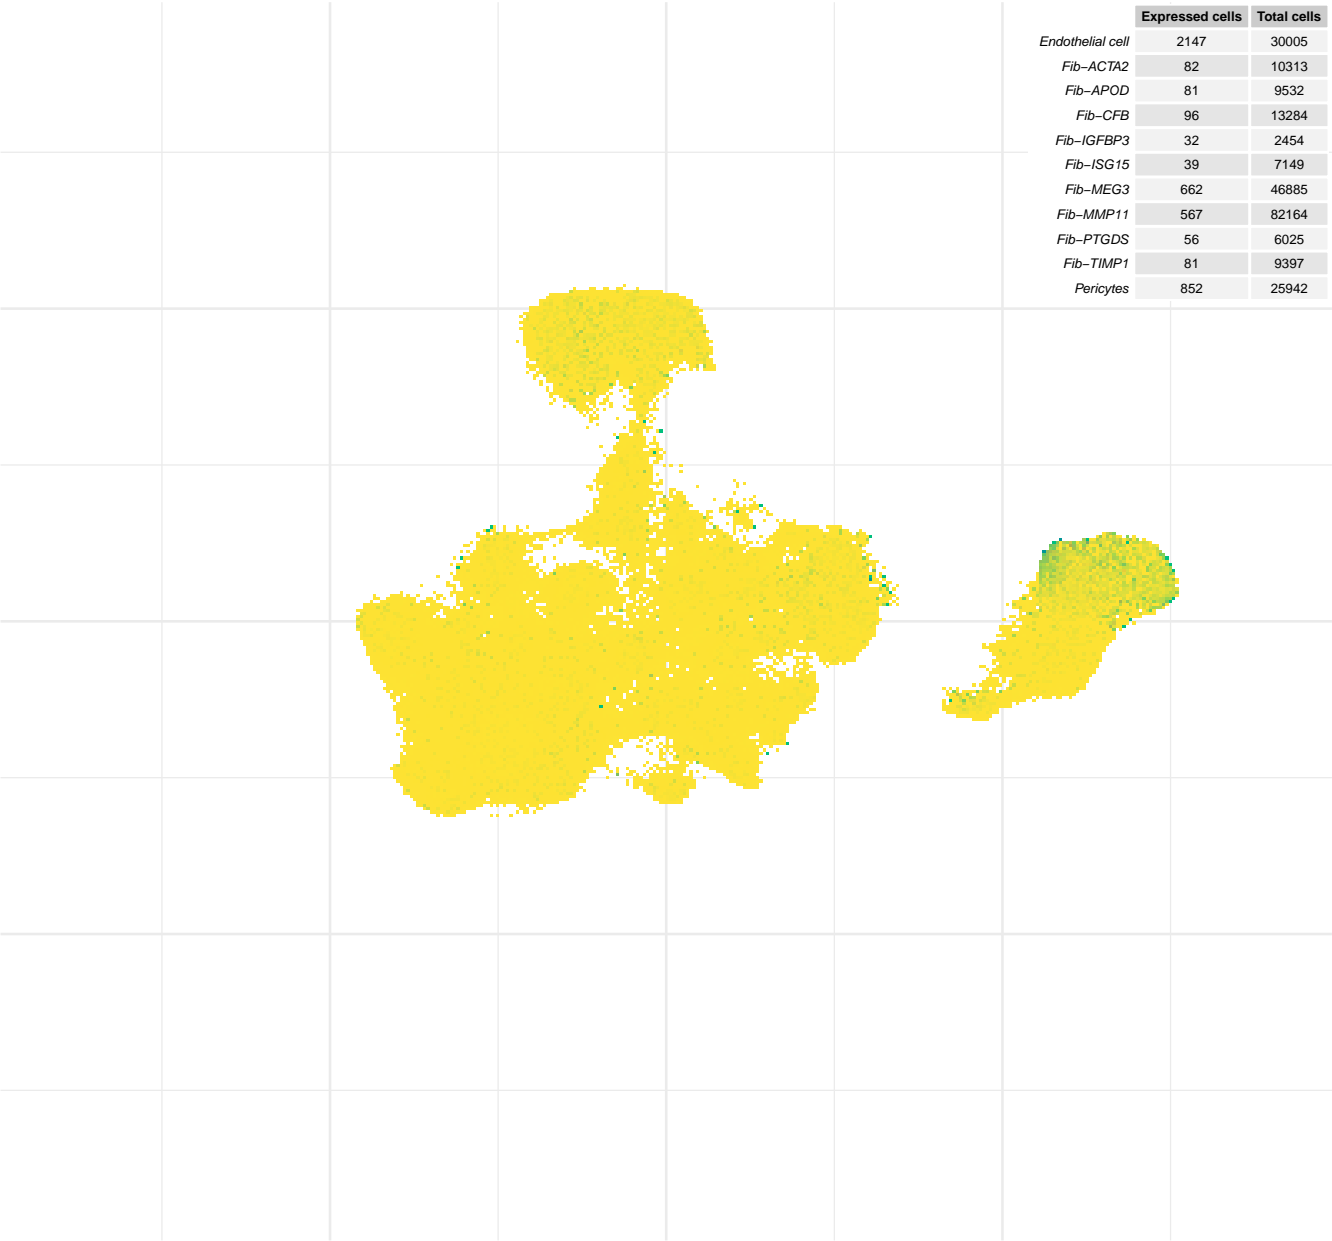 Expressed cells Total cells
Endothelial cell 2147 30005
Fib−ACTA2 82 10313
Fib−APOD 81 9532
Fib−CFB 96 13284
Fib−IGFBP3 32 2454
Fib−ISG15 39 7149
Fib−MEG3 662 46885
Fib−MMP11 567 82164
Fib−PTGDS 56 6025
Fib−TIMP1 81 9397
Pericytes 852 25942